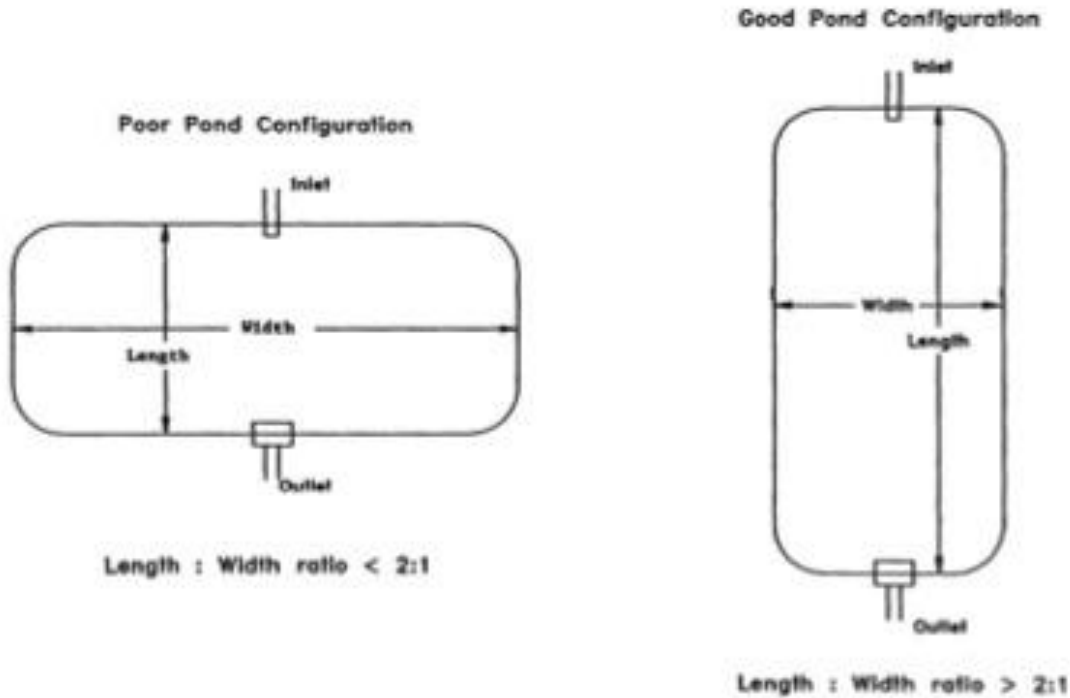 Poor Pond Configuration
Inlet
Width
Length
Outlet
Length : Width ratio < 2:1
Good Pond Configuration
Inlet
Width
Length
Outlet
Length : Width ratio > 2:1